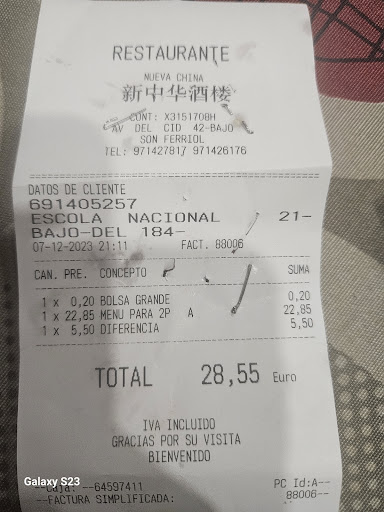 RESTAURANTE
NUEVA CHINA
新中华酒楼
CONT: X3151708H
AV DEL CID 42-BAJO
SON FERRIOL
TEL: 97142781/ 971426176
DATOS DE CLIENTE
691405257
ESCOLA NACIONAL 21-
BAJO-DEL 184-
07-12-2023 21:11 FACT. 88006
CAN. PRE. CONCEPTO SUMA
1 x 0,20 BOLSA GRANDE 0,20
1 x 22,85 MENU PARA 2P A 22,85
1 x 5,50 DIFERENCIA 5,50
TOTAL 28,55 Euro
IVA INCLUIDO
GRACIAS POR SU VISITA
BIENVENIDO
Galaxy S23
--Caja: --64597411 PC Id:A--
--FACTURA SIMPLIFICADA: 88006--